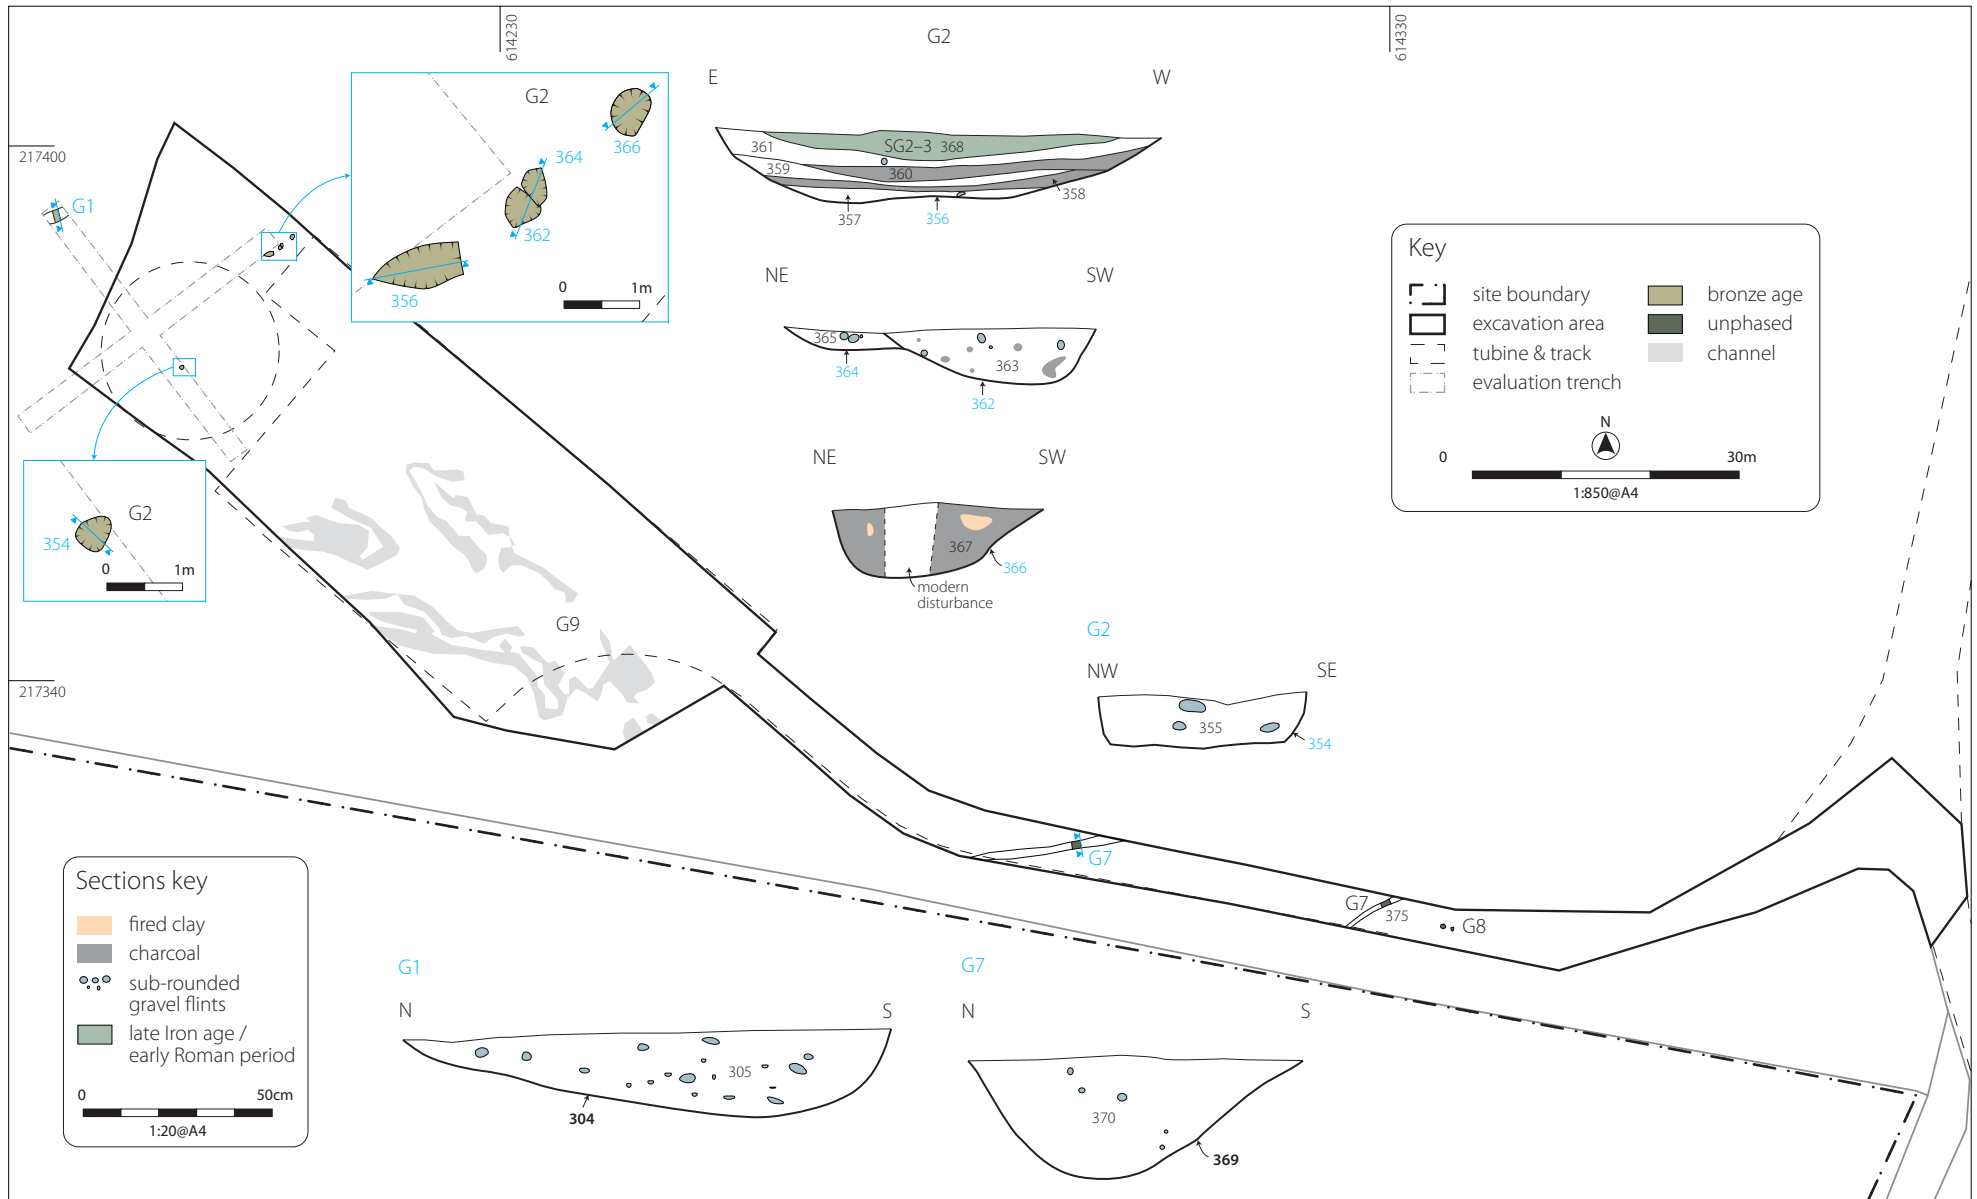 614230
614330
G2
E
W
217400
G2
366
364
362
356
0
1m
G1
361
SG2–3
368
359
360
358
357
356
NE
SW
365
363
364
362
Key
site boundary
excavation area
tubine & track
evaluation trench
bronze age
unphased
channel
N
0
30m
1:850@A4
NE
SW
367
366
modern
disturbance
G2
354
0
1m
G9
217340
G2
NW
SE
355
354
G7
G7
375
G8
Sections key
fired clay
charcoal
sub-rounded
gravel flints
late Iron age /
early Roman period
0
50cm
1:20@A4
G1
N
S
305
304
G7
N
S
370
369